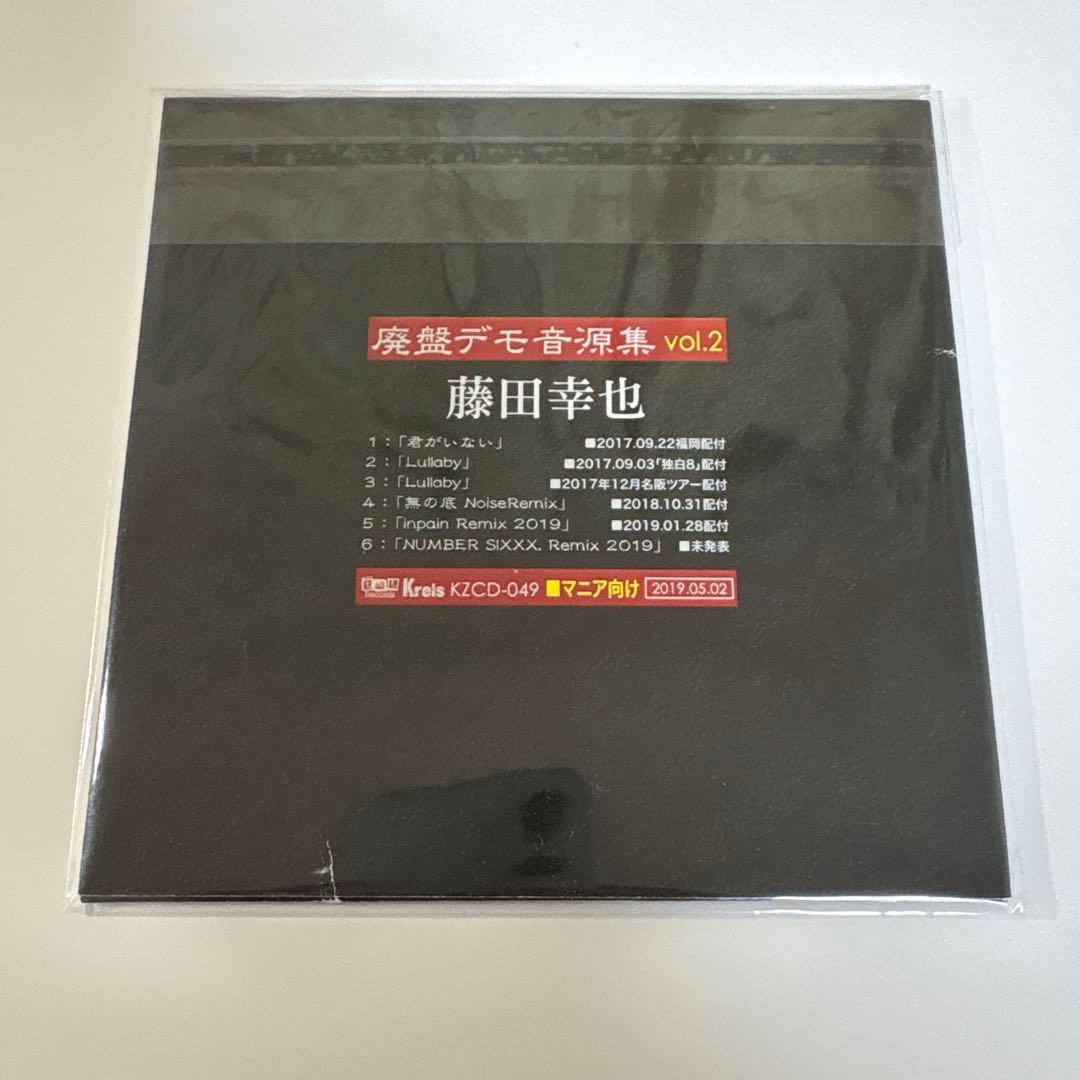 廃盤デモ音源集 vol.2
藤田幸也
1:「君がいない」 ■2017.09.22福岡配付
2:「Lullaby」 ■2017.09.03「独白8」配付
3:「Lullaby」 ■2017年12月名阪ツアー配付
4:「無の底 NoiseRemix」 ■2018.10.31配付
5:「inpain Remix 2019」 ■2019.01.28配付
6:「NUMBER SIXXX. Remix 2019」 ■未発表
Records Kreis KZCD-049 ■マニア向け 2019.05.02